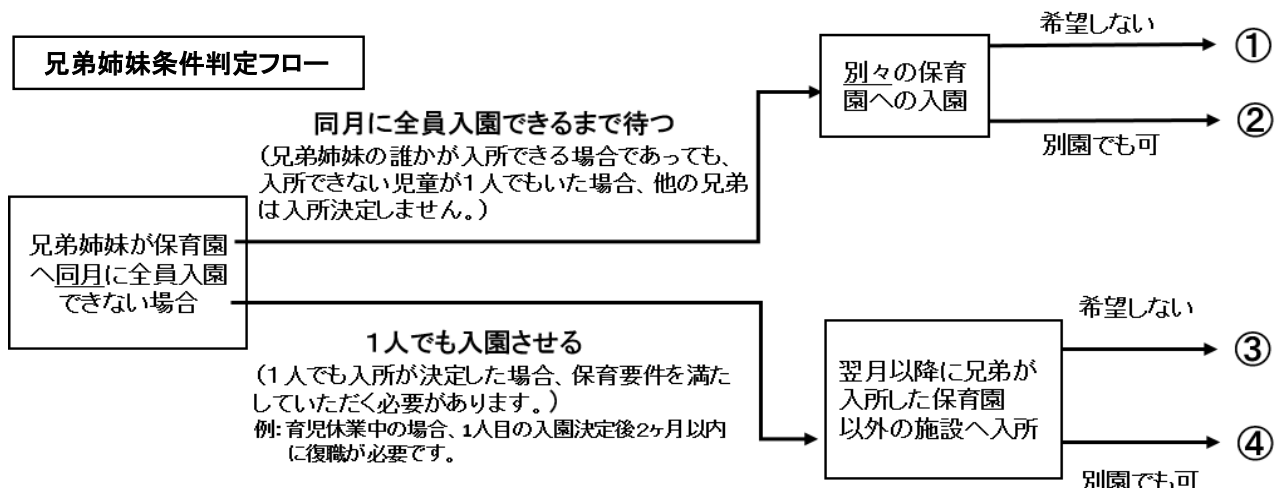 兄弟姉妹条件判定フロー
希望しない
①
別々の保育
園への入園
②
別園でも可
同月に全員入園できるまで待つ
（兄弟姉妹の誰かが入所できる場合であっても、
入所できない児童が１人でもいた場合、他の兄弟
は入所決定しません。）
兄弟姉妹が保育園
へ同月に全員入園
できない場合
１人でも入園させる
（１人でも入所が決定した場合、保育要件を満た
していただく必要があります。）
例：育児休業中の場合、1人目の入園決定後2ヶ月以内
に復職が必要です。
希望しない
③
翌月以降に兄弟が
入所した保育園
以外の施設へ入所
④
別園でも可